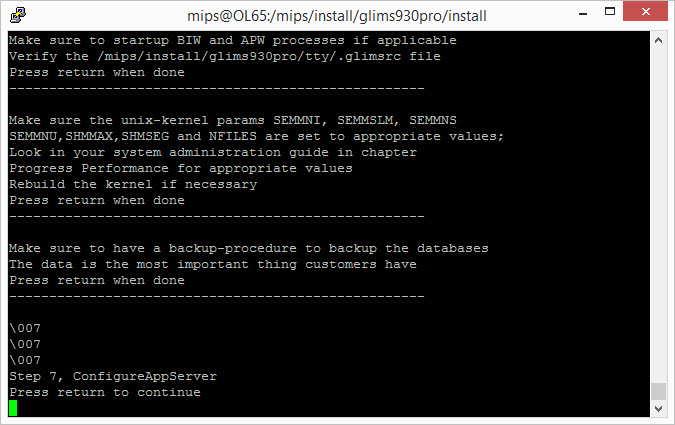 mips@OL65:/mips/install/glims930pro/install
Make sure to startup BIW and APW processes if applicable
Verify the /mips/install/glims930pro/tty/.glimsrc file
Press return when done
----------------------------------------------------
Make sure the unix-kernel params SEMMNI, SEMMSLM, SEMMNS
SEMMNU,SHMMAX,SHMSEG and NFILES are set to appropriate values;
Look in your system administration guide in chapter
Progress Performance for appropriate values
Rebuild the kernel if necessary
Press return when done
----------------------------------------------------
Make sure to have a backup-procedure to backup the databases
The data is the most important thing customers have
Press return when done
----------------------------------------------------
\007
\007
\007
Step 7, ConfigureAppServer
Press return to continue